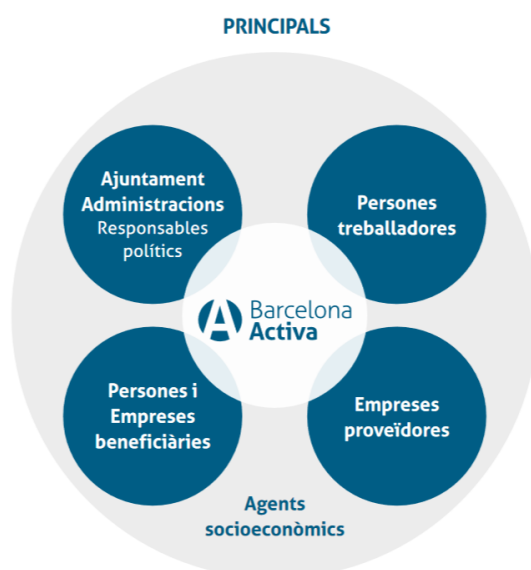 PRINCIPALS
Ajuntament
Administracions
Responsables
polítics
Persones
treballadores
Barcelona
Activa
Persones i
Empreses
beneficiàries
Empreses
proveïdores
Agents
socioeconòmics